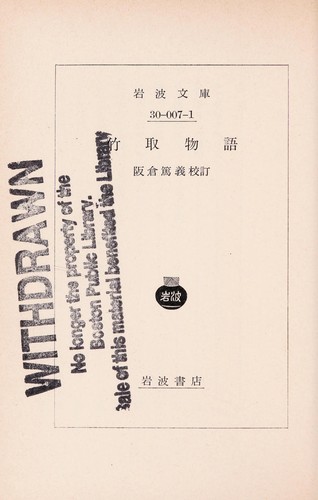 岩波文庫
30-007-1
竹取物語
阪倉篤義校訂
岩波
岩波書店
WITHDRAWN
No longer the property of the
Boston Public Library.
Sale of this material benefited the Library